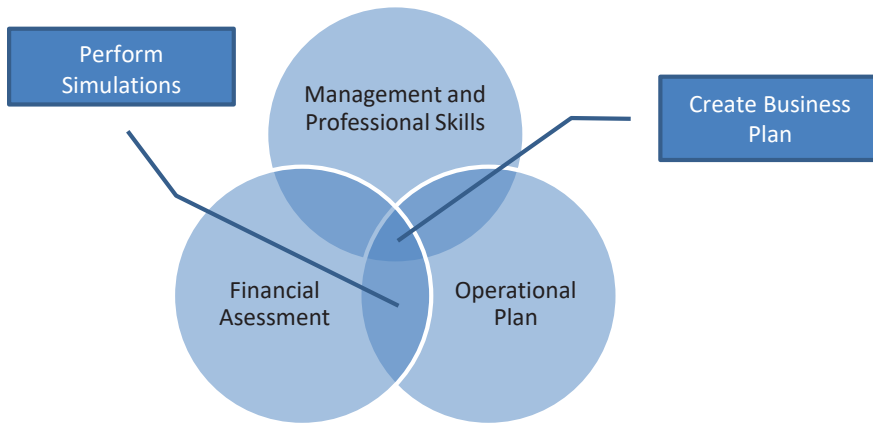 Perform
Simulations
Management and
Professional Skills
Create Business
Plan
Financial
Asessment
Operational
Plan